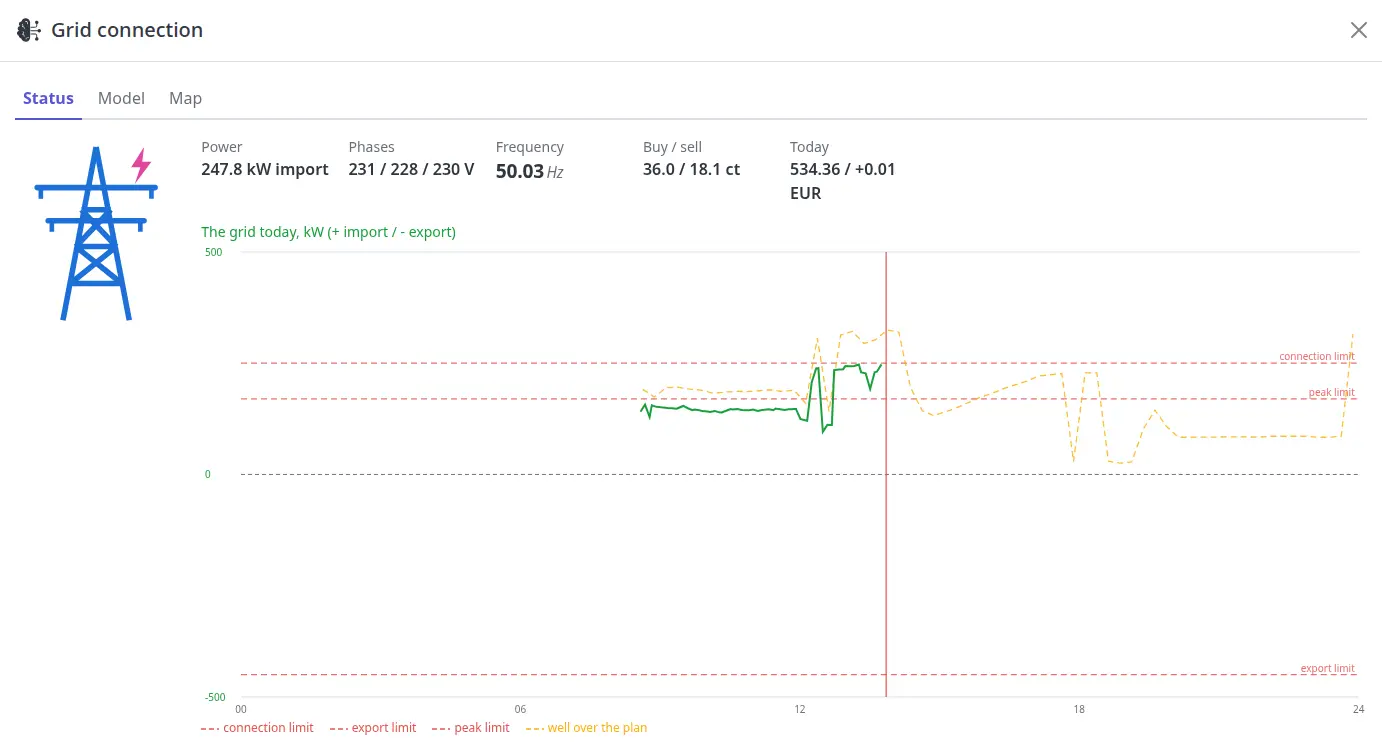 Grid connection
Status Model Map
Power Phases Frequency Buy / sell Today
247.8 kW import 231 / 228 / 230 V 50.03 Hz 36.0 / 18.1 ct 534.36 / +0.01
EUR
The grid today, kW (+ import / - export)
500
connection limit
peak limit
0
export limit
-500
00 06 12 18 24
connection limit export limit peak limit well over the plan